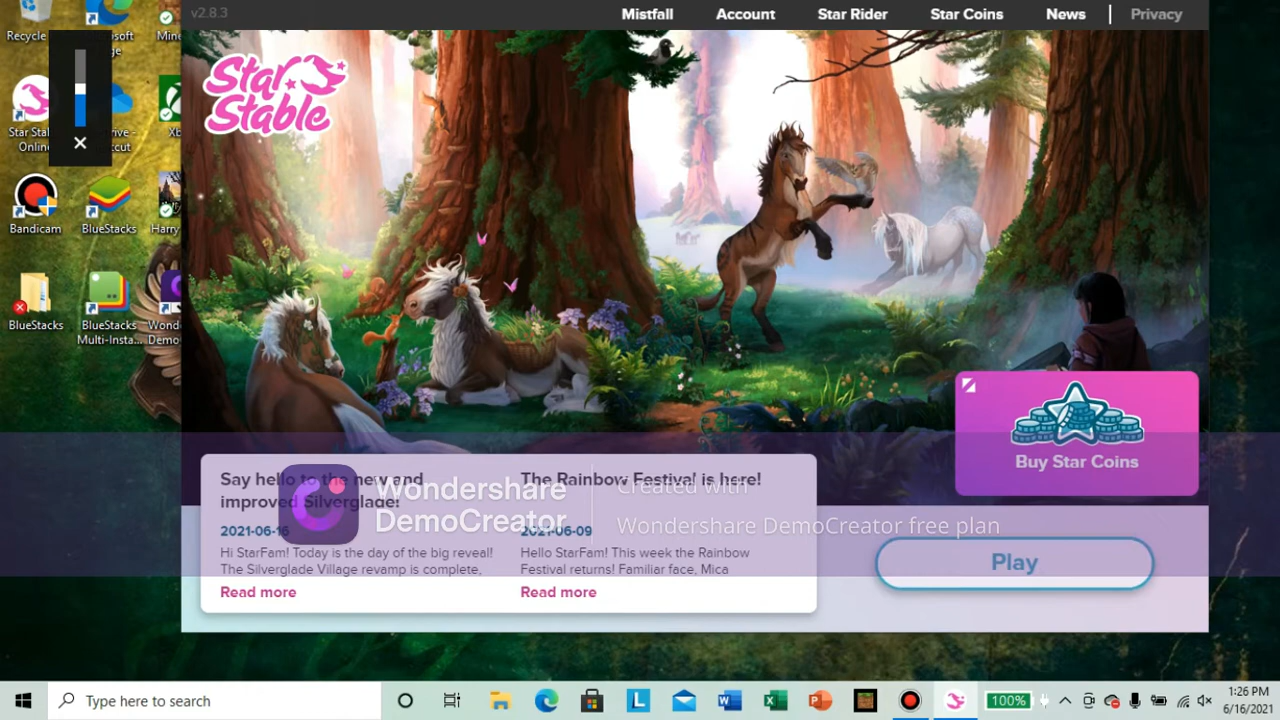 v2.8.3
Mistfall
Account
Star Rider
Star Coins
News
Privacy
Recycle
Star
Stable
Online
Bandicam
BlueStacks
Harry
BlueStacks
BlueStacks
Multi-Insta...
Star
Stable
Buy Star Coins
Say hello to the new and
improved Silverglade!
2021-06-16
Hi StarFam! Today is the day of the big reveal!
The Silverglade Village revamp is complete,
Read more
The Rainbow Festival is here!
2021-06-09
Hello StarFam! This week the Rainbow
Festival returns! Familiar face, Mica
Read more
Wondershare
DemoCreator
Created with
Wondershare DemoCreator free plan
Play
Type here to search
100%
1:26 PM
6/16/2021